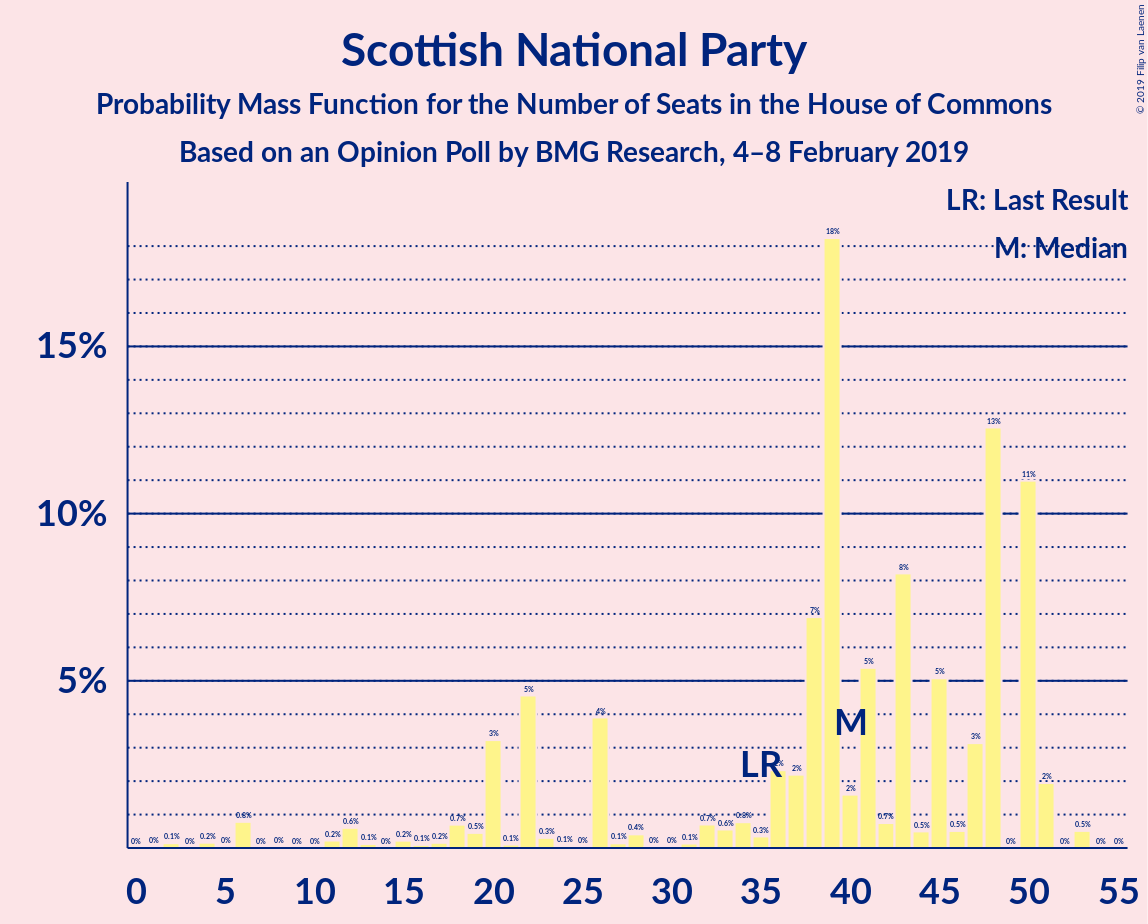 © 2019 Filip van Laenen
Scottish National Party
Probability Mass Function for the Number of Seats in the House of Commons
Based on an Opinion Poll by BMG Research, 4–8 February 2019
LR: Last Result
M: Median
15%
10%
5%
0% 0% 0.1% 0% 0.2% 0% 0.8% 0% 0% 0% 0% 0.2% 0.6% 0.1% 0% 0.2% 0.1% 0.2% 0.7% 0.5% 3% 0.1% 5% 0.3% 0.1% 0% 4% 0.1% 0.4% 0% 0% 0.1% 0.7% 0.6% 0.8% 0.3% 2% 7% 18% 2% 5% 0.7% 8% 0.5% 5% 0.5% 3% 13% 0% 11% 2% 0% 0.5% 0% 0%
LR
M
0 5 10 15 20 25 30 35 40 45 50 55